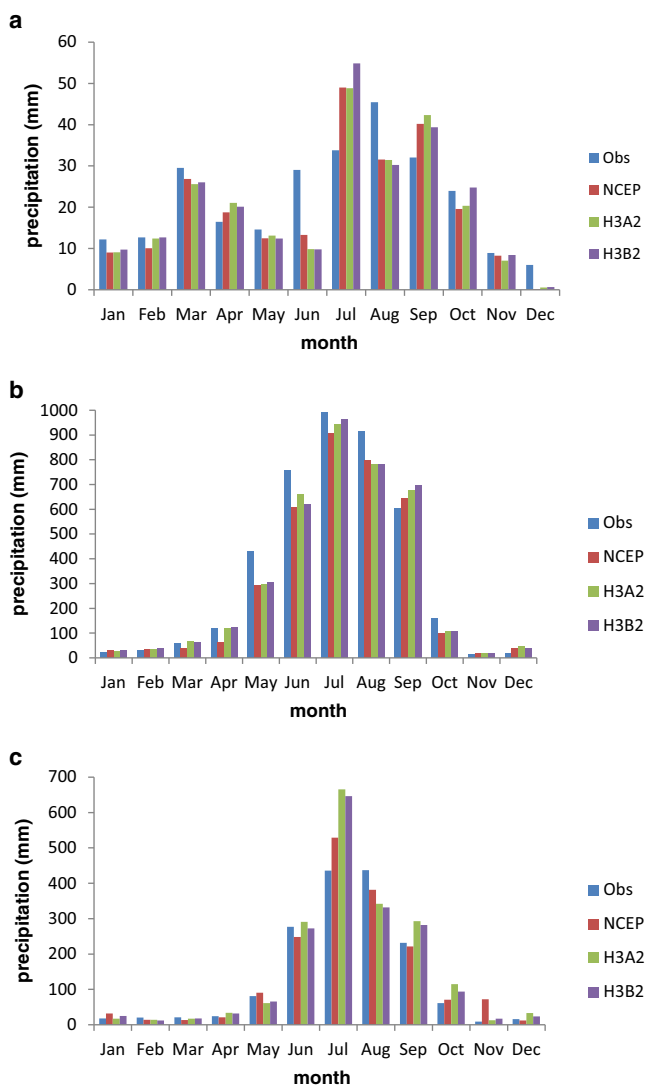 a
60
50
40
30
20
10
0
precipitation (mm)
Jan Feb Mar Apr May Jun Jul Aug Sep Oct Nov Dec
month
Obs
NCEP
H3A2
H3B2
b
1000
900
800
700
600
500
400
300
200
100
0
precipitation (mm)
Jan Feb Mar Apr May Jun Jul Aug Sep Oct Nov Dec
month
Obs
NCEP
H3A2
H3B2
c
700
600
500
400
300
200
100
0
precipitation (mm)
Jan Feb Mar Apr May Jun Jul Aug Sep Oct Nov Dec
month
Obs
NCEP
H3A2
H3B2